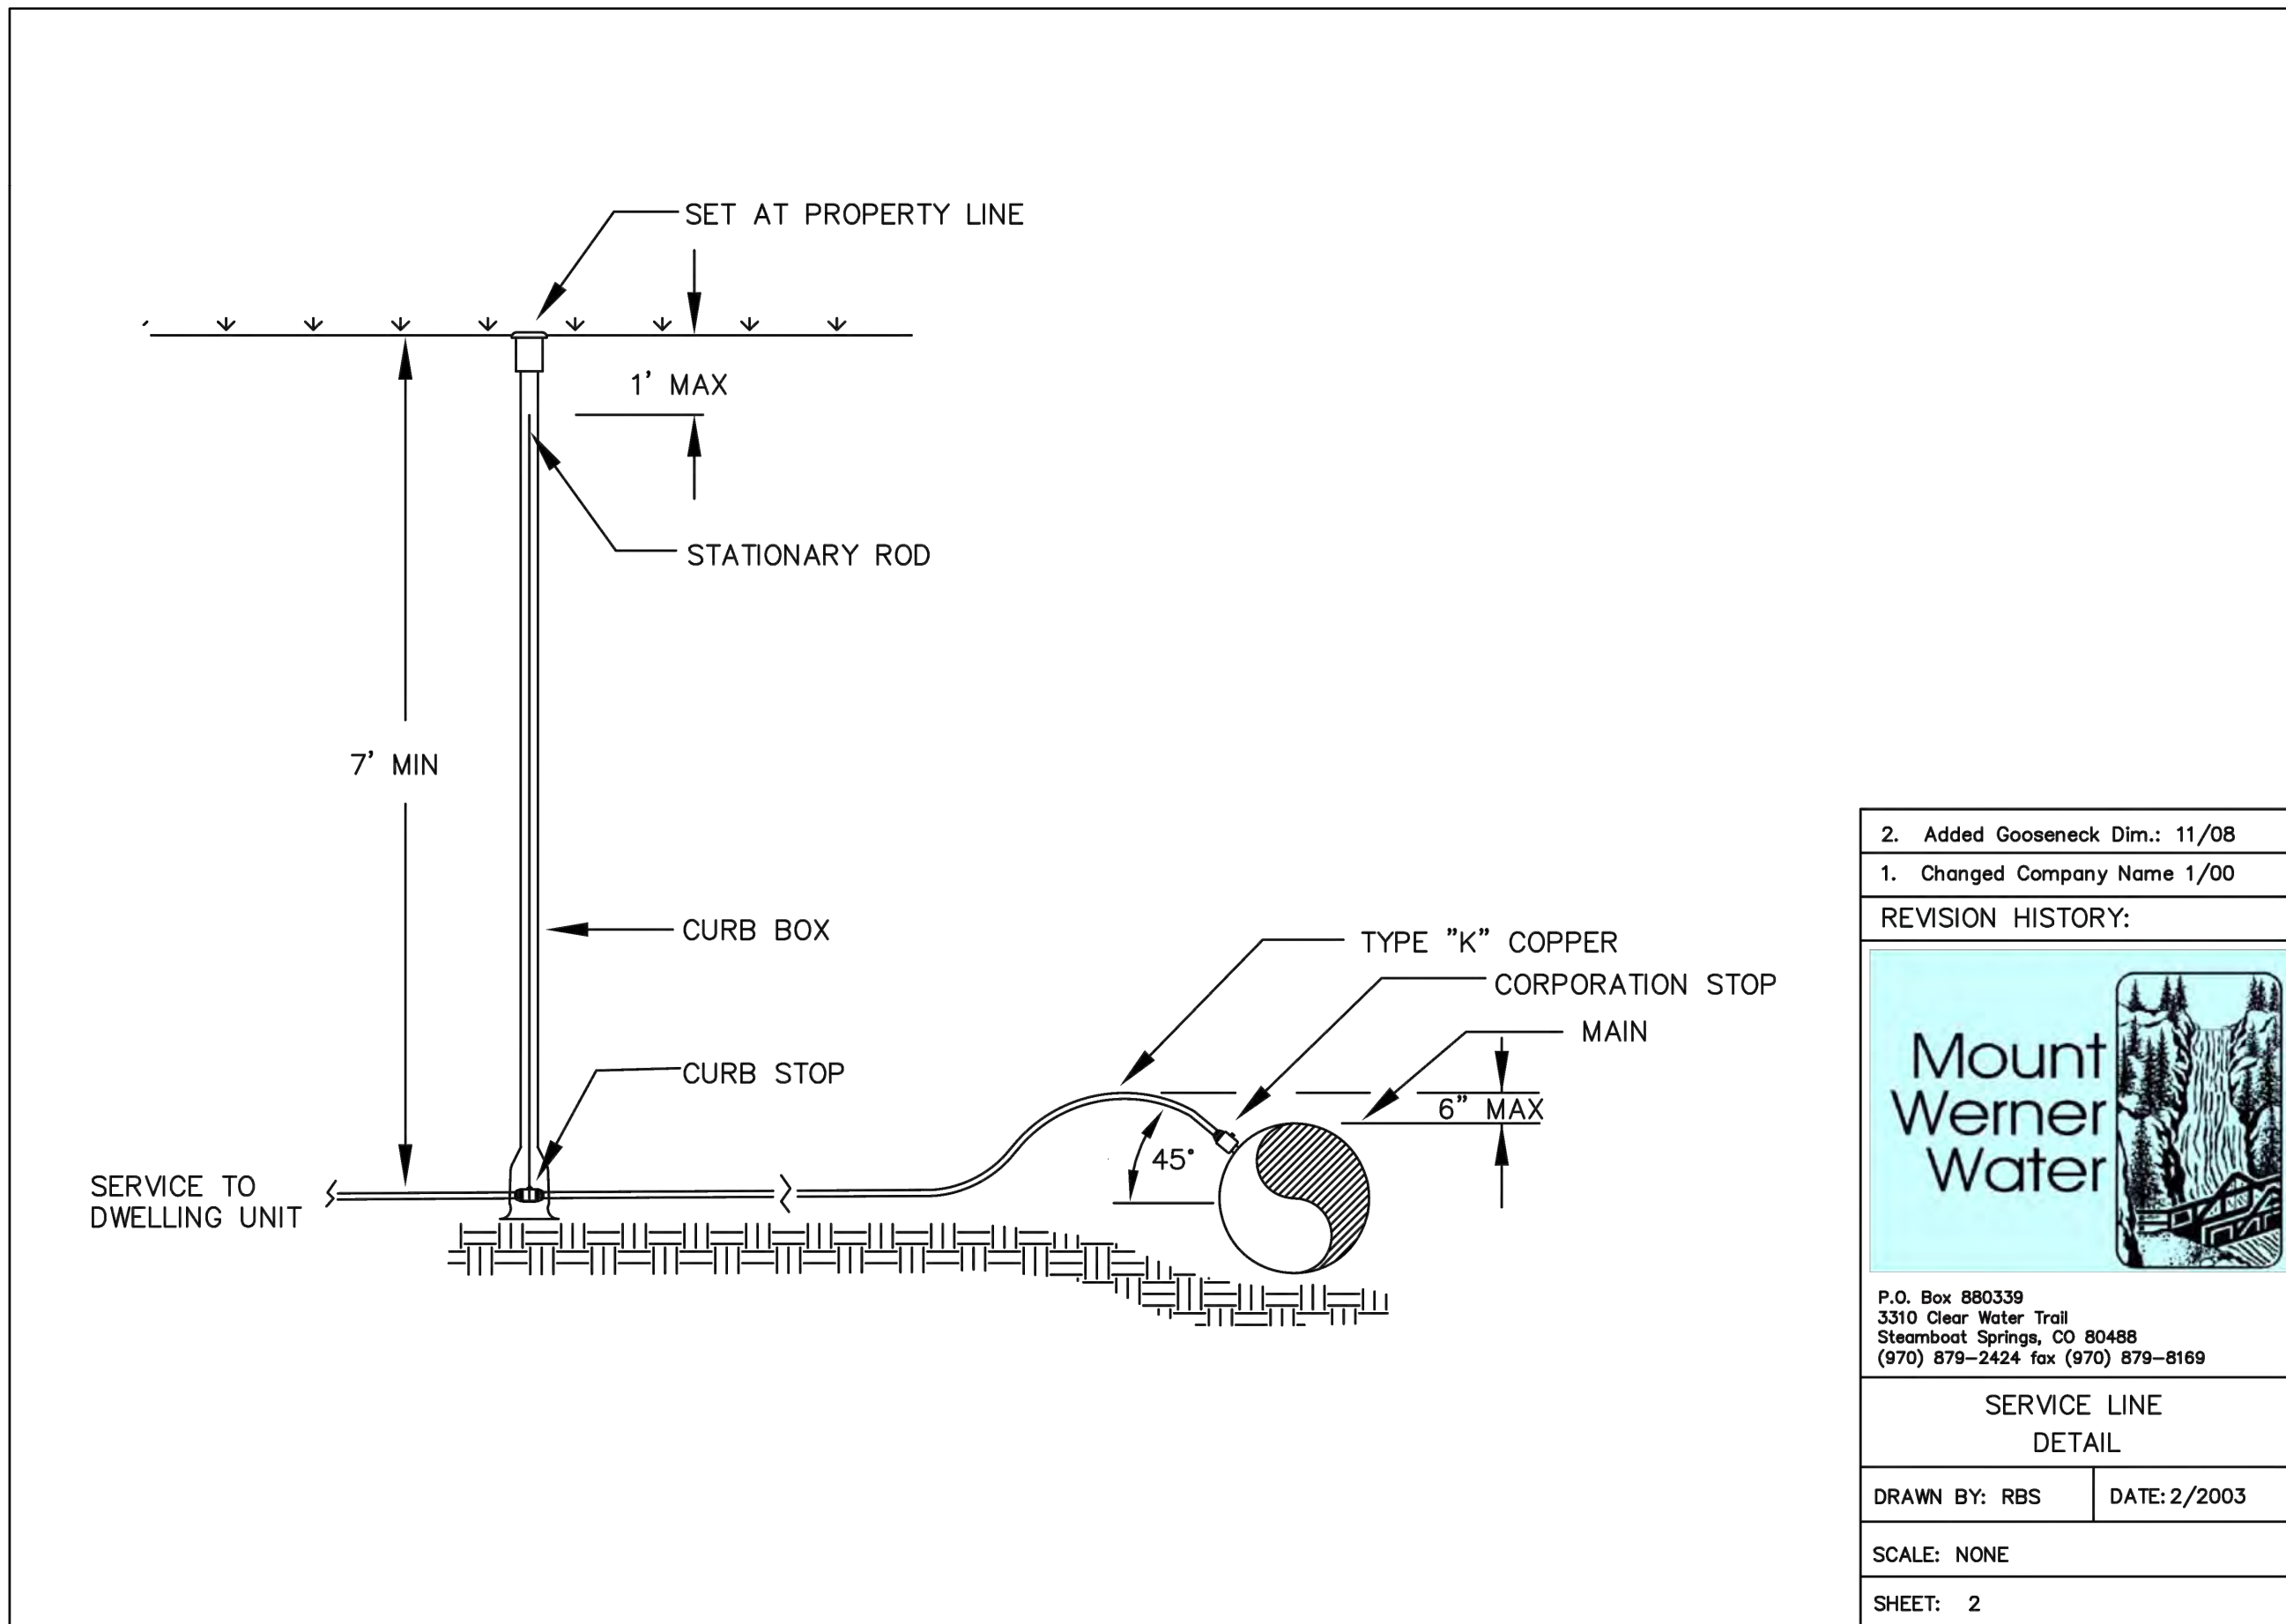 SET AT PROPERTY LINE
1' MAX
STATIONARY ROD
7' MIN
CURB BOX
TYPE "K" COPPER
CORPORATION STOP
MAIN
CURB STOP
6" MAX
45°
SERVICE TO
DWELLING UNIT
2. Added Gooseneck Dim.: 11/08
1. Changed Company Name 1/00
REVISION HISTORY:
Mount
Werner
Water
P.O. Box 880339
3310 Clear Water Trail
Steamboat Springs, CO 80488
(970) 879-2424 fax (970) 879-8169
SERVICE LINE
DETAIL
DRAWN BY: RBS
DATE: 2/2003
SCALE: NONE
SHEET: 2